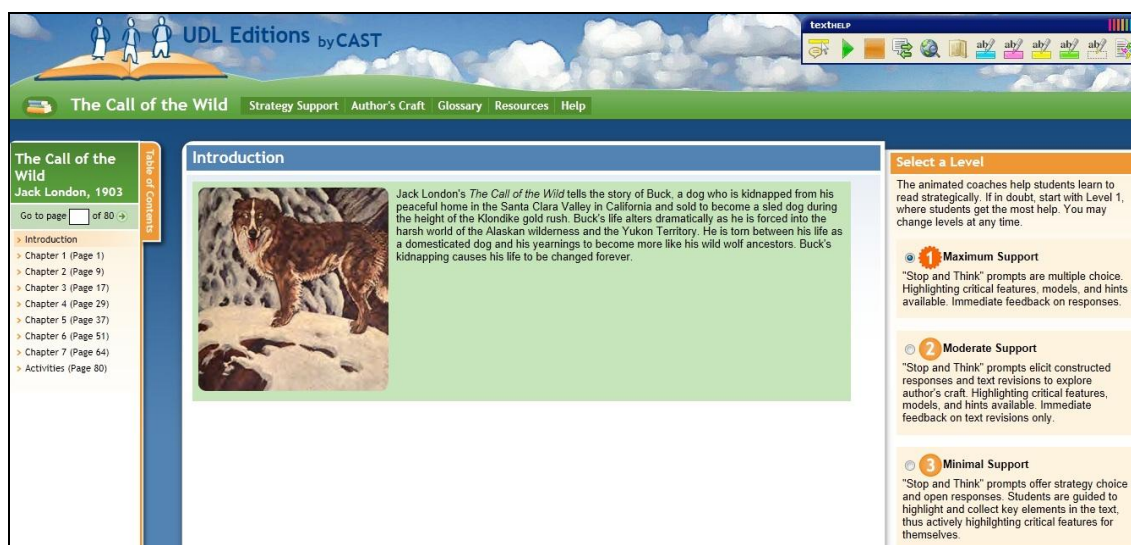 UDL Editions by CAST
textHELP
The Call of the Wild
Strategy Support
Author's Craft
Glossary
Resources
Help
The Call of the
Wild
Jack London, 1903
Go to page of 80
Introduction
Chapter 1 (Page 1)
Chapter 2 (Page 9)
Chapter 3 (Page 17)
Chapter 4 (Page 29)
Chapter 5 (Page 37)
Chapter 6 (Page 51)
Chapter 7 (Page 64)
Activities (Page 80)
Table of Contents
Introduction
Jack London's The Call of the Wild tells the story of Buck, a dog who is kidnapped from his
peaceful home in the Santa Clara Valley in California and sold to become a sled dog during
the height of the Klondike gold rush. Buck's life alters dramatically as he is forced into the
harsh world of the Alaskan wilderness and the Yukon Territory. He is torn between his life as
a domesticated dog and his yearnings to become more like his wild wolf ancestors. Buck's
kidnapping causes his life to be changed forever.
Select a Level
The animated coaches help students learn to
read strategically. If in doubt, start with Level 1,
where students get the most help. You may
change levels at any time.
1 Maximum Support
"Stop and Think" prompts are multiple choice.
Highlighting critical features, models, and hints
available. Immediate feedback on responses.
2 Moderate Support
"Stop and Think" prompts elicit constructed
responses and text revisions to explore
author's craft. Highlighting critical features,
models, and hints available. Immediate
feedback on text revisions only.
3 Minimal Support
"Stop and Think" prompts offer strategy choice
and open responses. Students are guided to
highlight and collect key elements in the text,
thus actively highilghting critical features for
themselves.